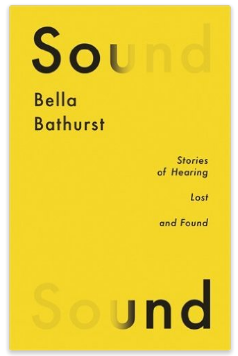 Sound
Bella
Bathurst
Stories
of Hearing
Lost
and Found
Sound